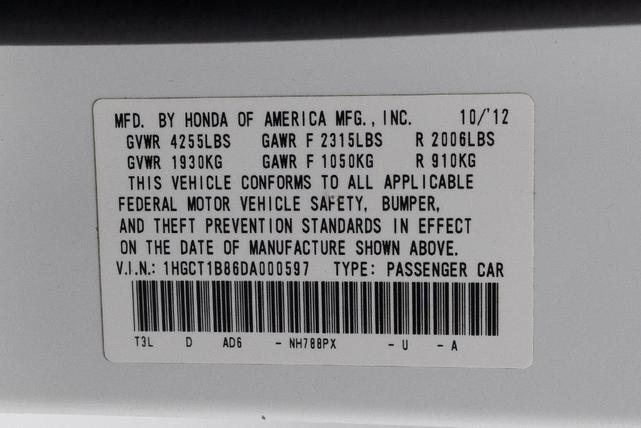 MFD. BY HONDA OF AMERICA MFG., INC. 10/'12
GVWR 4255LBS GAWR F 2315LBS R 2006LBS
GVWR 1930KG GAWR F 1050KG R 910KG
THIS VEHICLE CONFORMS TO ALL APPLICABLE
FEDERAL MOTOR VEHICLE SAFETY, BUMPER,
AND THEFT PREVENTION STANDARDS IN EFFECT
ON THE DATE OF MANUFACTURE SHOWN ABOVE.
V.I.N.: 1HGCT1B86DA000597 TYPE: PASSENGER CAR
T3L D AD6 - NH788PX - U - A